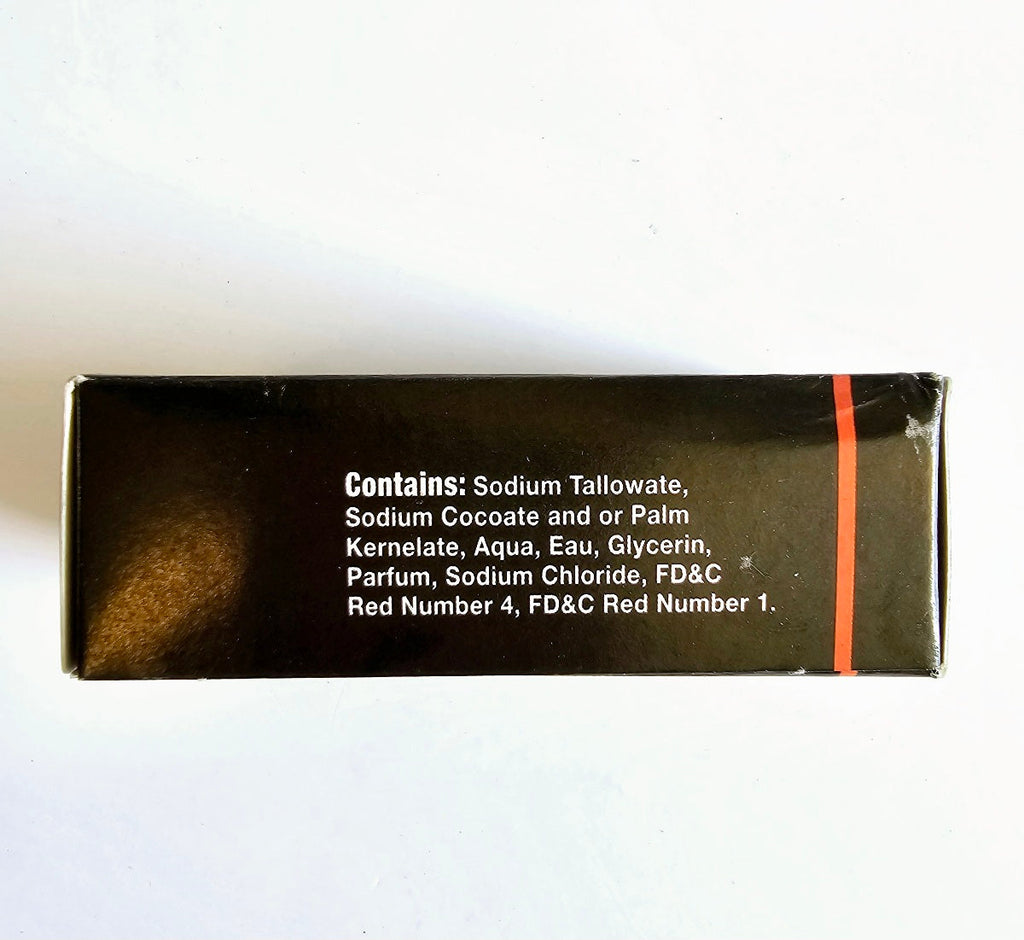 Contains: Sodium Tallowate,
Sodium Cocoate and or Palm
Kernelate, Aqua, Eau, Glycerin,
Parfum, Sodium Chloride, FD&C
Red Number 4, FD&C Red Number 1.